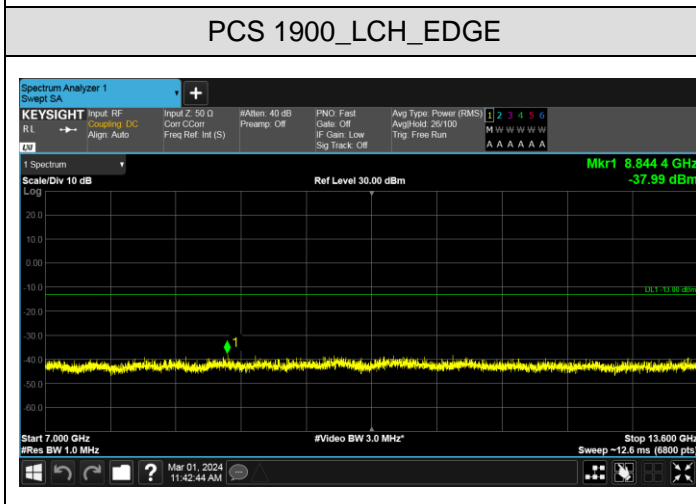 PCS 1900_LCH_EDGE
Spectrum Analyzer 1
Swept SA
+
KEYSIGHT Input: RF Input Z: 50 Ω #Atten: 40 dB PNO: Fast Avg Type: Power (RMS) 1 2 3 4 5 6
RL Coupling: DC Corr CCorr Preamp: Off Gate: Off Avg|Hold: 26/100 M W W W W W
Align: Auto Freq Ref: Int (S) IF Gain: Low Trig: Free Run
Sig Track: Off A A A A A A
LXI
1 Spectrum Mkr1 8.844 4 GHz
Scale/Div 10 dB Ref Level 30.00 dBm -37.99 dBm
Log
20.0
10.0
0.00
-10.0 DL1 -13.00 dBm
-20.0
-30.0
1
-40.0
-50.0
-60.0
Start 7.000 GHz #Video BW 3.0 MHz* Stop 13.600 GHz
#Res BW 1.0 MHz Sweep ~12.6 ms (6800 pts)
? Mar 01, 2024
11:42:44 AM